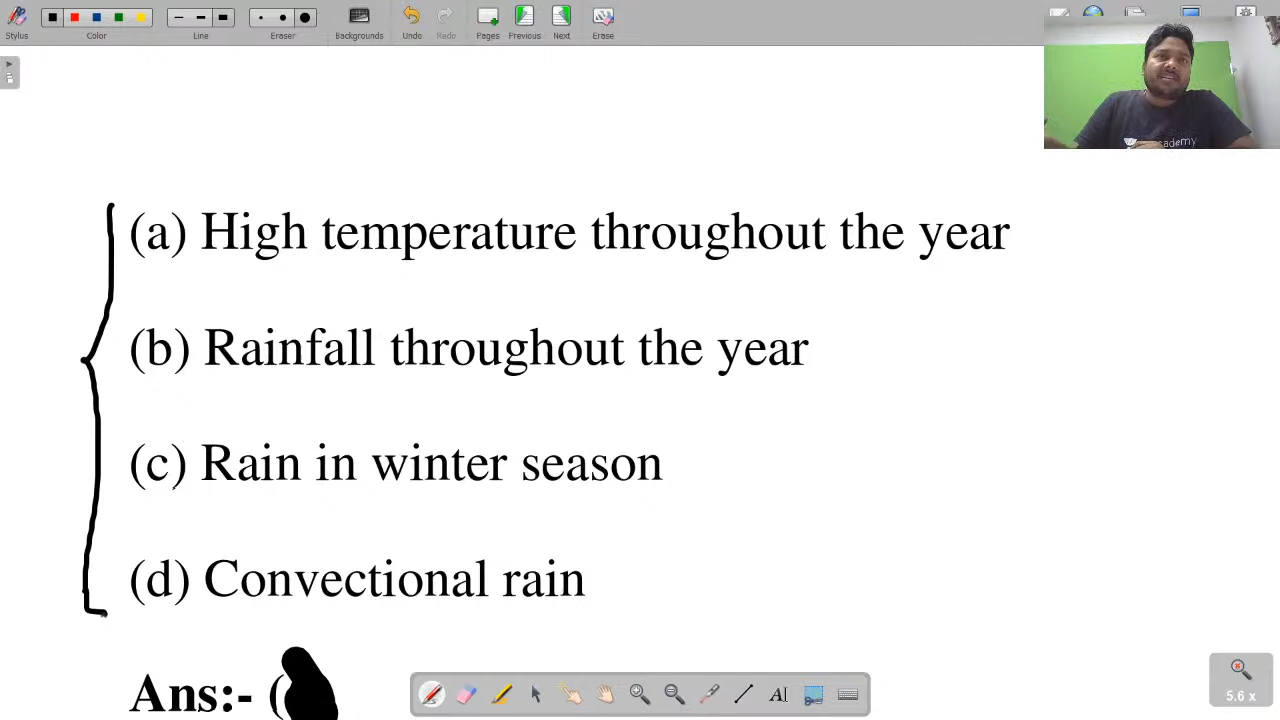 Stylus
Color
Line
Eraser
Backgrounds
Undo
Redo
Pages
Previous
Next
Erase
(a) High temperature throughout the year
(b) Rainfall throughout the year
(c) Rain in winter season
(d) Convectional rain
Ans:- (
5.6 x